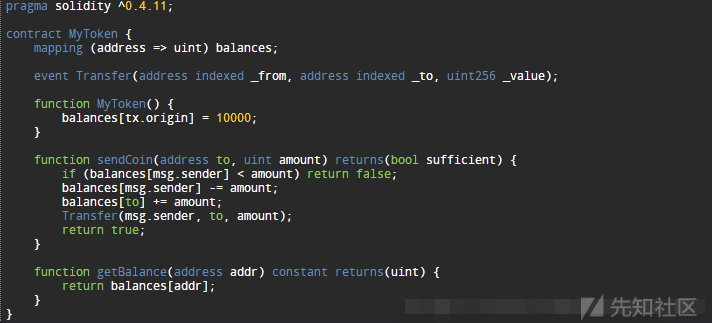 pragma solidity ^0.4.11;
contract MyToken {
mapping (address => uint) balances;
event Transfer(address indexed _from, address indexed _to, uint256 _value);
function MyToken() {
balances[tx.origin] = 10000;
}
function sendCoin(address to, uint amount) returns(bool sufficient) {
if (balances[msg.sender] < amount) return false;
balances[msg.sender] -= amount;
balances[to] += amount;
Transfer(msg.sender, to, amount);
return true;
}
function getBalance(address addr) constant returns(uint) {
return balances[addr];
}
}
先知社区